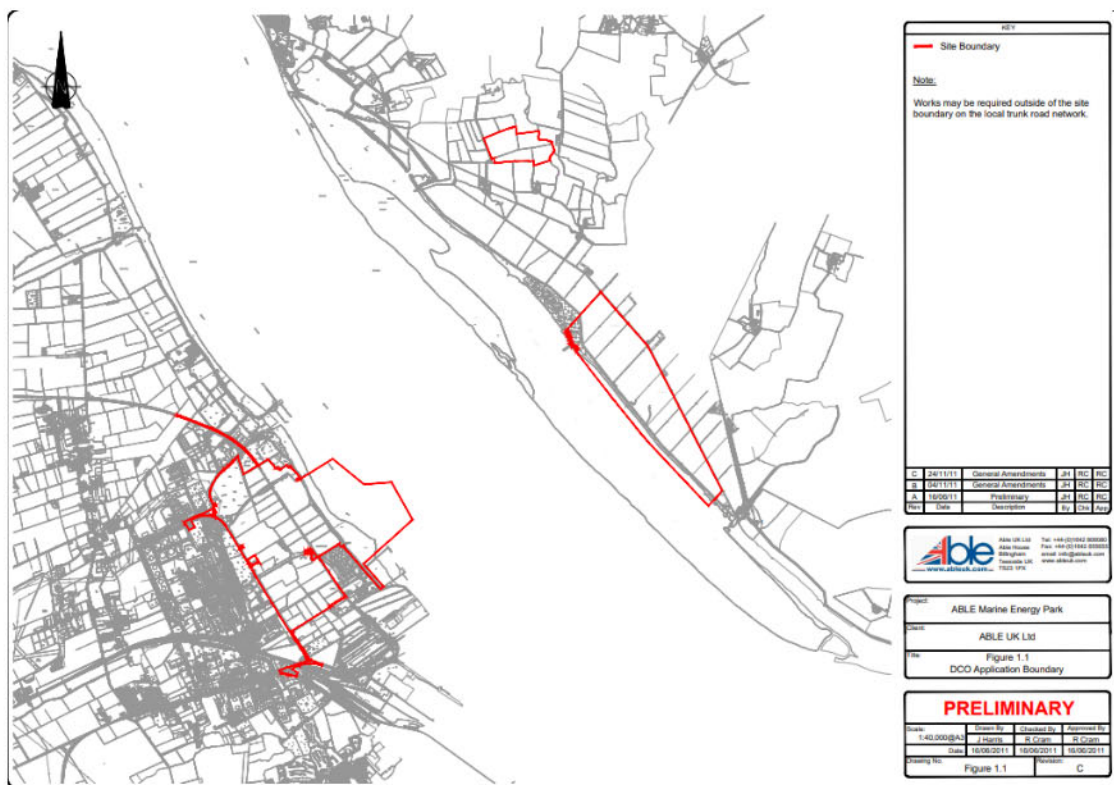 KEY
Site Boundary
Note:
Works may be required outside of the site
boundary on the local trunk road network.
C 24/11/11 General Amendments JH RC RC
B 04/11/11 General Amendments JH RC RC
A 16/06/11 Preliminary JH RC RC
Rev Date Description By Chk App
Able
www.ableuk.com
Able UK Ltd
Able House
Billingham
Teesside UK
TS23 1PX
www.ableuk.com
Project:
ABLE Marine Energy Park
Client:
ABLE UK Ltd
Title:
Figure 1.1
DCO Application Boundary
PRELIMINARY
Scale: Drawn By Checked By Approved By
1:40,000@A3 J Harris R Cram R Cram
Date: 16/06/2011 16/06/2011 16/06/2011
Drawing No. Revision:
Figure 1.1 C
N